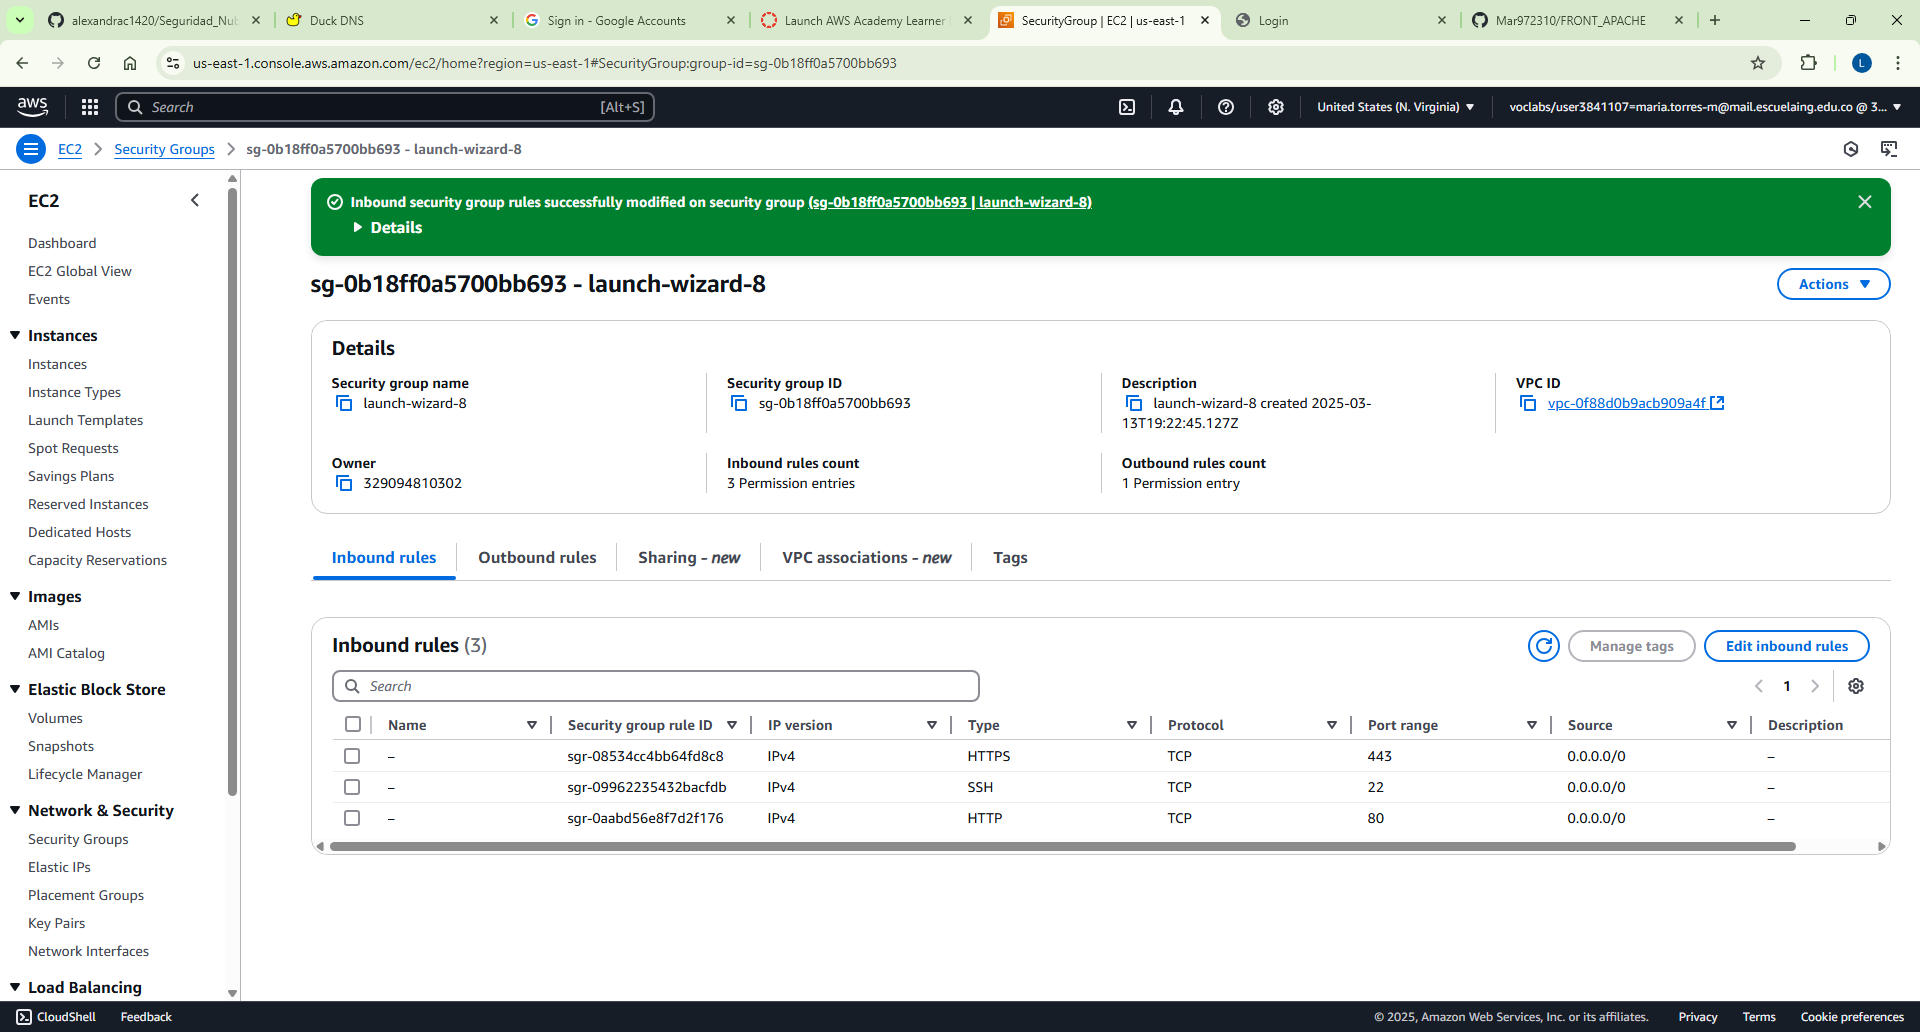 alexandrac1420/Seguridad_Nub
Duck DNS
Sign in - Google Accounts
Launch AWS Academy Learner
SecurityGroup | EC2 | us-east-1
Login
Mar972310/FRONT_APACHE
us-east-1.console.aws.amazon.com/ec2/home?region=us-east-1#SecurityGroup:group-id=sg-0b18ff0a5700bb693
L
aws
Search
[Alt+S]
United States (N. Virginia)
voclabs/user3841107=maria.torres-m@mail.escuelaing.edu.co @ 3...
EC2
Security Groups
sg-0b18ff0a5700bb693 - launch-wizard-8
EC2
Dashboard
EC2 Global View
Events
Instances
Instances
Instance Types
Launch Templates
Spot Requests
Savings Plans
Reserved Instances
Dedicated Hosts
Capacity Reservations
Images
AMIs
AMI Catalog
Elastic Block Store
Volumes
Snapshots
Lifecycle Manager
Network & Security
Security Groups
Elastic IPs
Placement Groups
Key Pairs
Network Interfaces
Load Balancing
Inbound security group rules successfully modified on security group (sg-0b18ff0a5700bb693 | launch-wizard-8)
Details
sg-0b18ff0a5700bb693 - launch-wizard-8
Actions
Details
Security group name
launch-wizard-8
Security group ID
sg-0b18ff0a5700bb693
Description
launch-wizard-8 created 2025-03-
13T19:22:45.127Z
VPC ID
vpc-0f88d0b9acb909a4f
Owner
329094810302
Inbound rules count
3 Permission entries
Outbound rules count
1 Permission entry
Inbound rules
Outbound rules
Sharing - new
VPC associations - new
Tags
Inbound rules (3)
Manage tags
Edit inbound rules
Search
1
Name Security group rule ID IP version Type Protocol Port range Source Description
– sgr-08534cc4bb64fd8c8 IPv4 HTTPS TCP 443 0.0.0.0/0 –
– sgr-09962235432bacfdb IPv4 SSH TCP 22 0.0.0.0/0 –
– sgr-0aabd56e8f7d2f176 IPv4 HTTP TCP 80 0.0.0.0/0 –
CloudShell
Feedback
© 2025, Amazon Web Services, Inc. or its affiliates.
Privacy
Terms
Cookie preferences